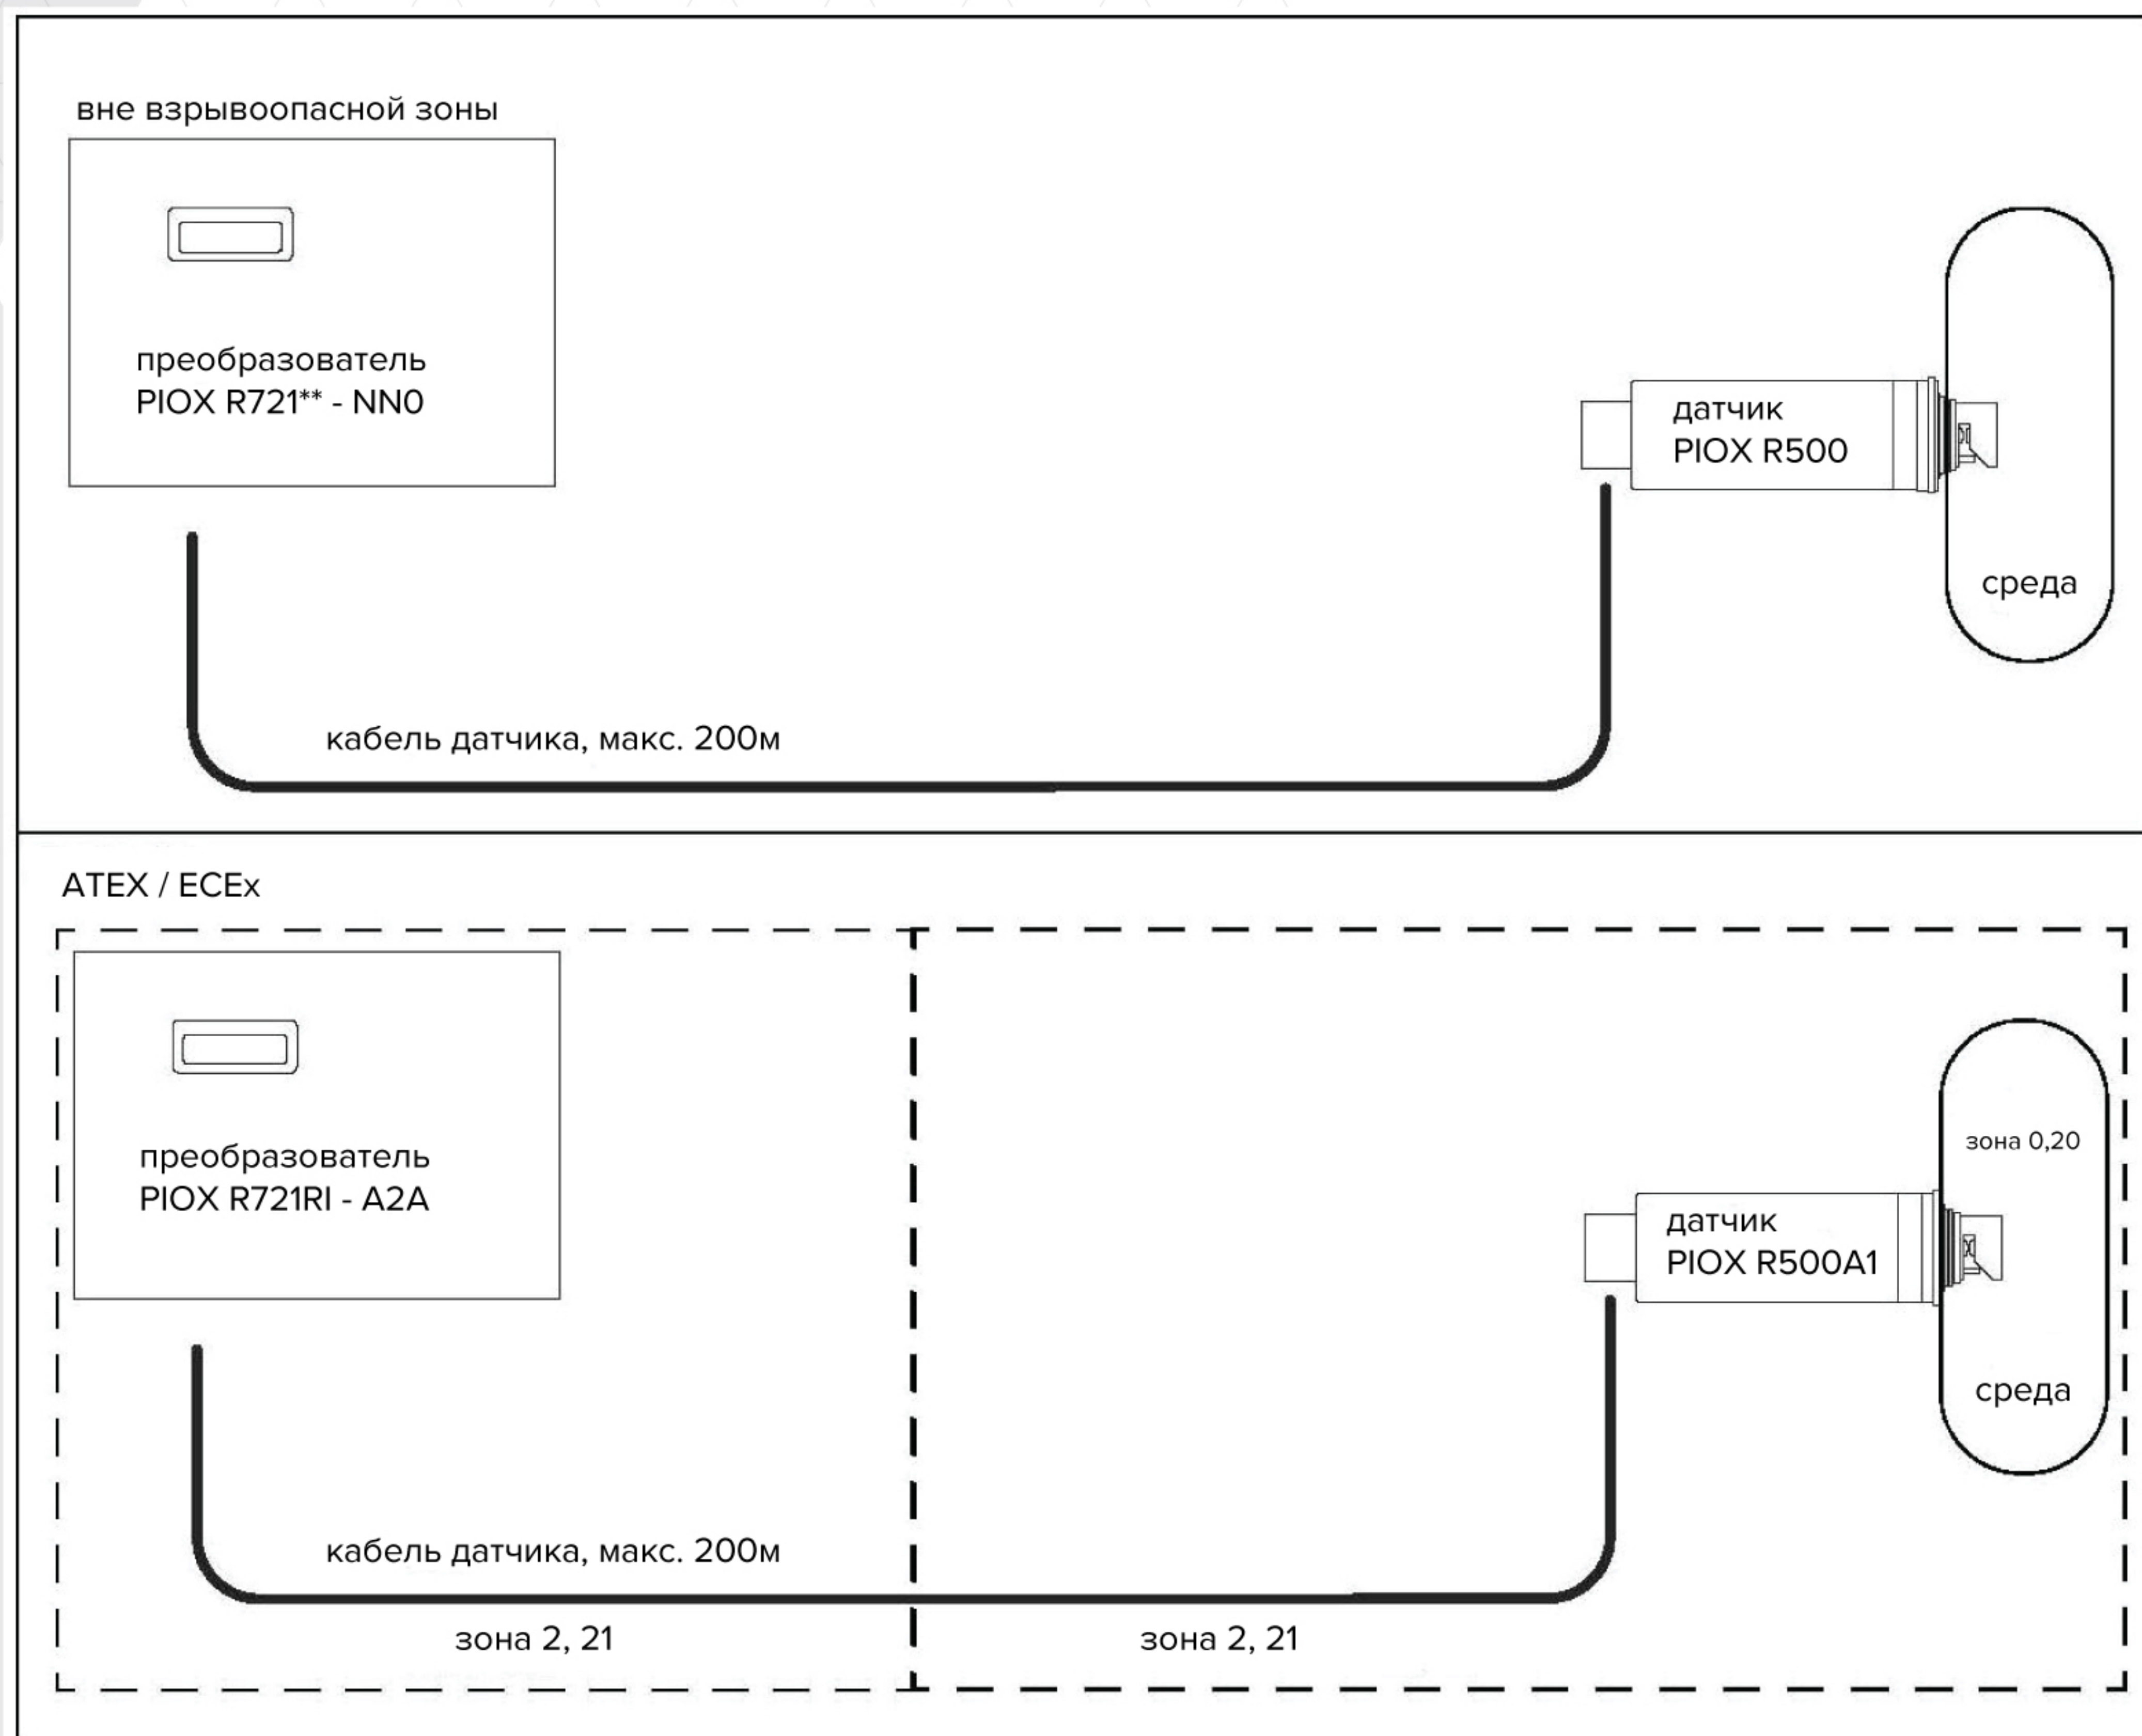 вне взрывоопасной зоны
преобразователь
PIOX R721** - NN0
датчик
PIOX R500
среда
кабель датчика, макс. 200м
ATEX / ECEx
преобразователь
PIOX R721RI - A2A
зона 0,20
датчик
PIOX R500A1
среда
кабель датчика, макс. 200м
зона 2, 21
зона 2, 21